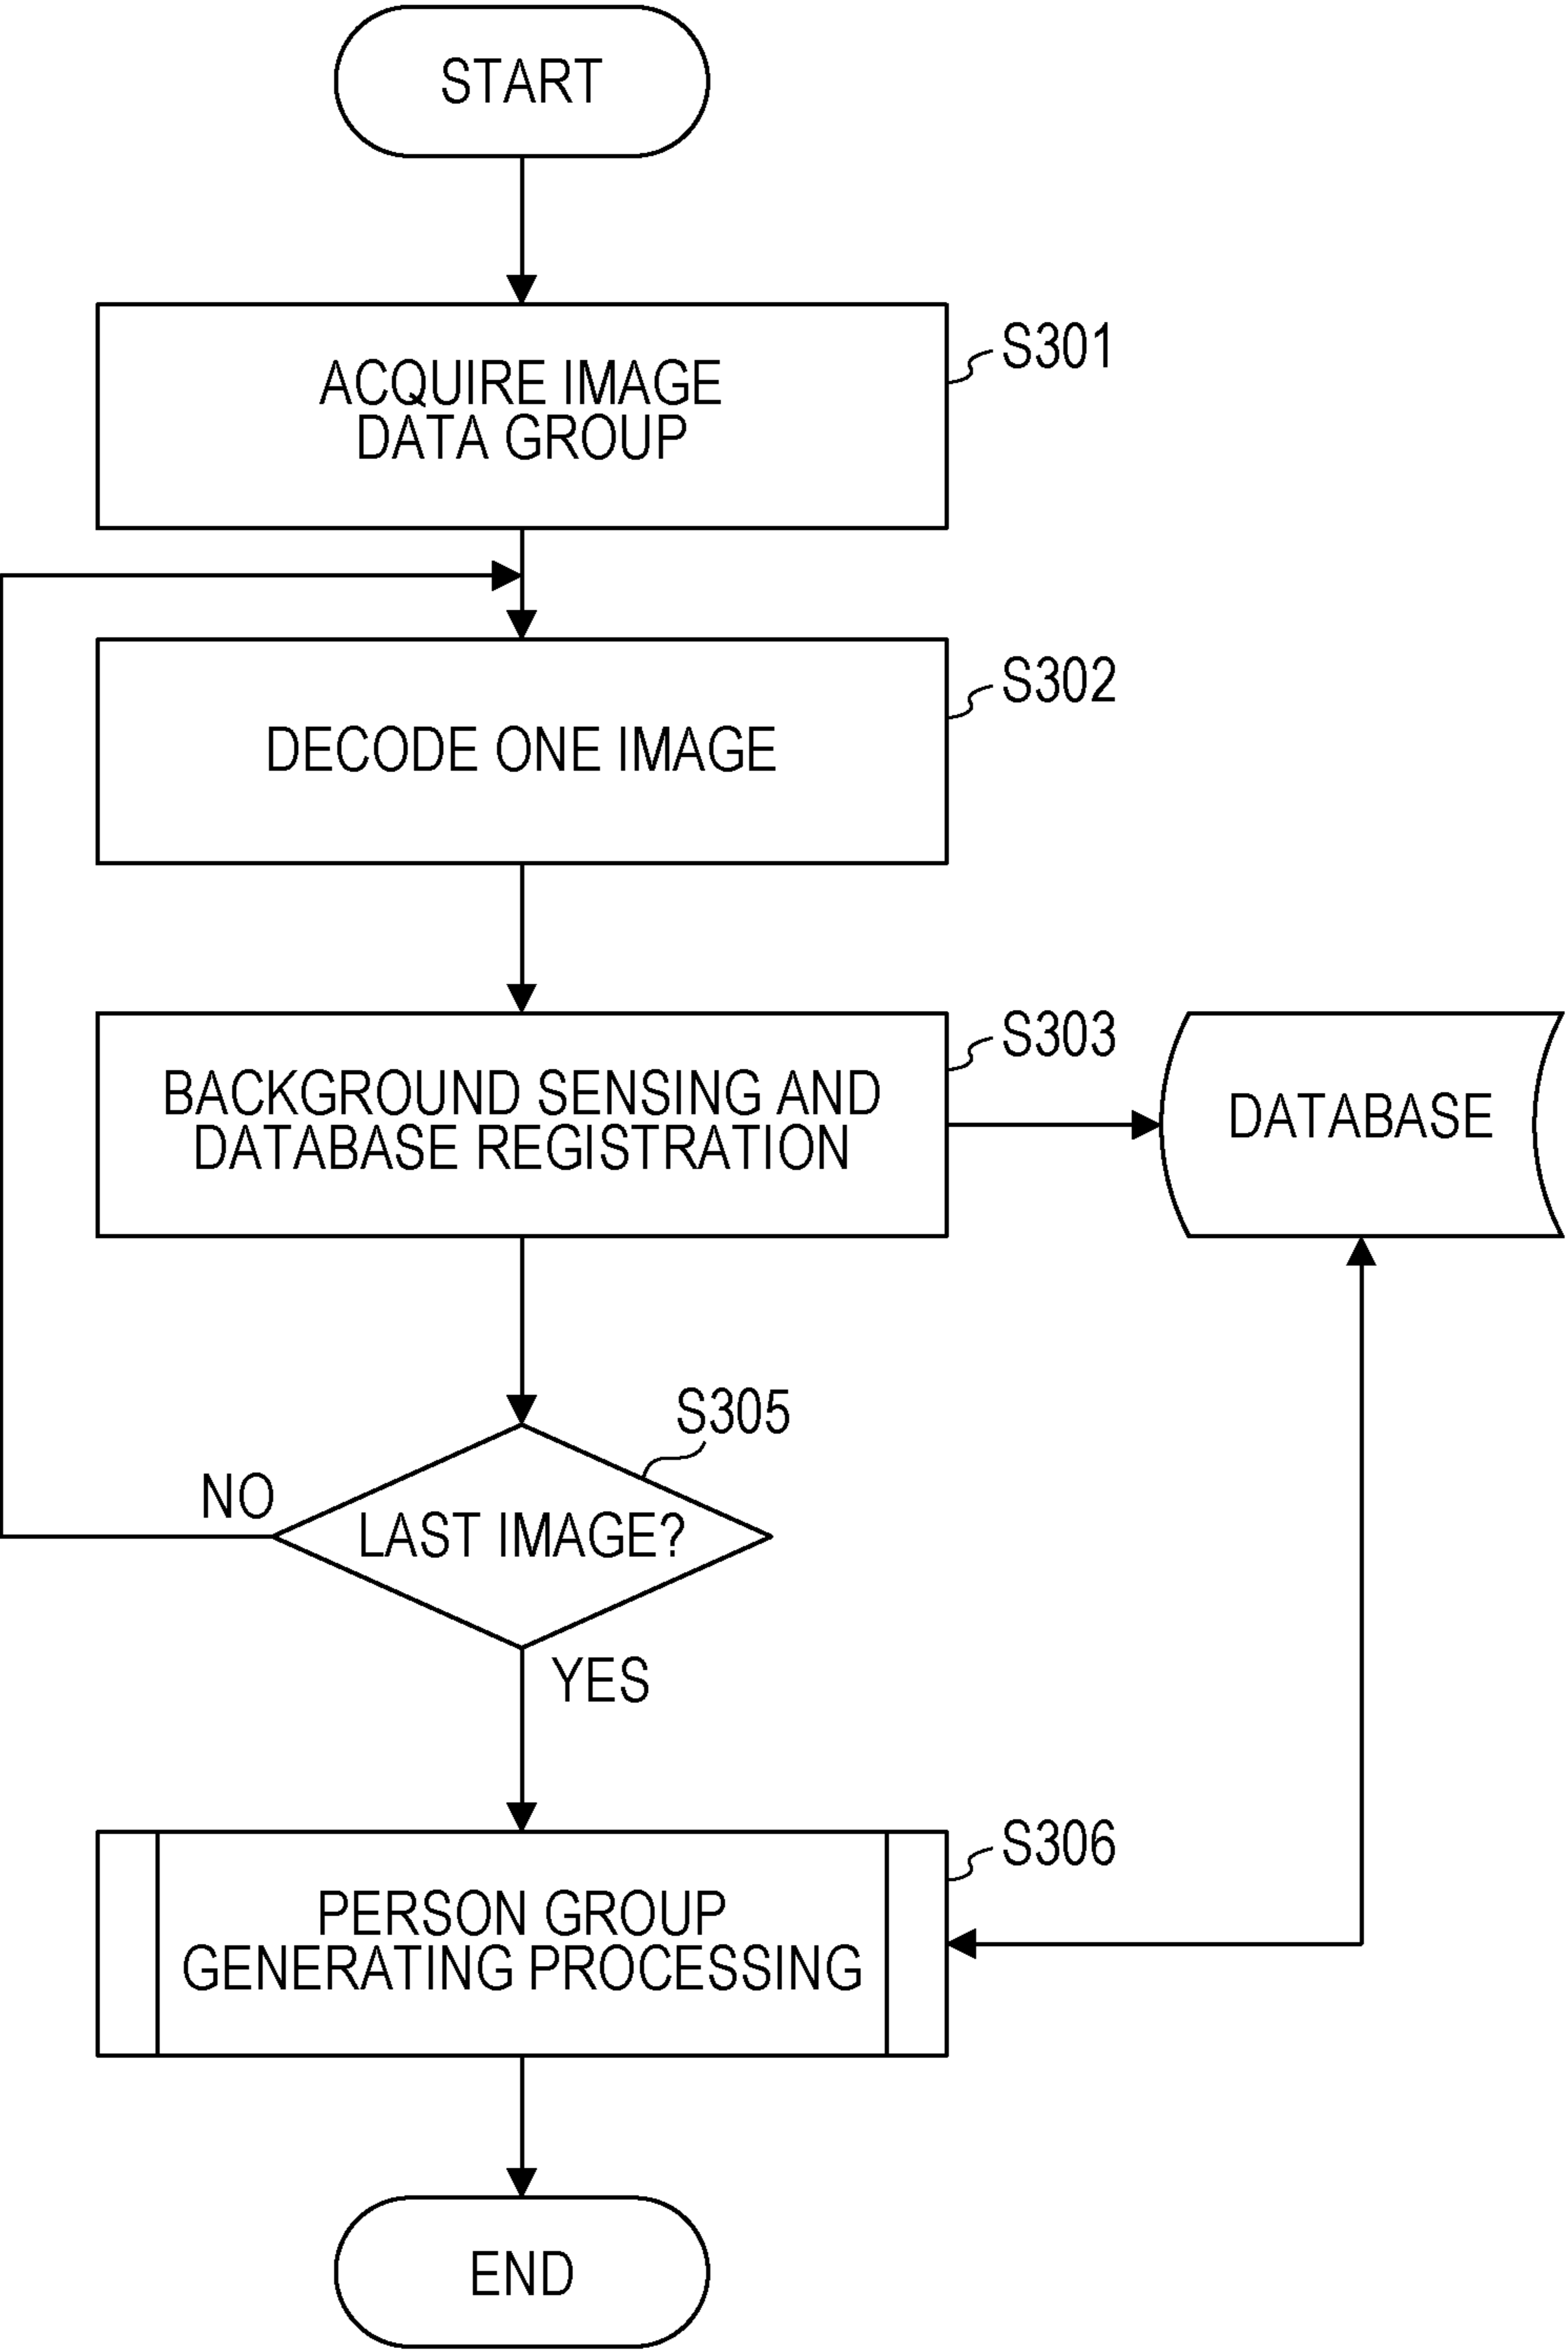 START
ACQUIRE IMAGE
DATA GROUP
S301
DECODE ONE IMAGE
S302
BACKGROUND SENSING AND
DATABASE REGISTRATION
S303
DATABASE
S305
LAST IMAGE?
NO
YES
PERSON GROUP
GENERATING PROCESSING
S306
END